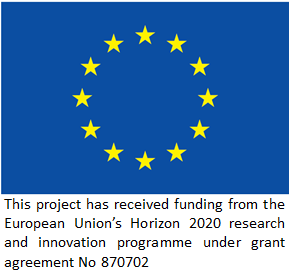 This project has received funding from the
European Union’s Horizon 2020 research
and innovation programme under grant
agreement No 870702